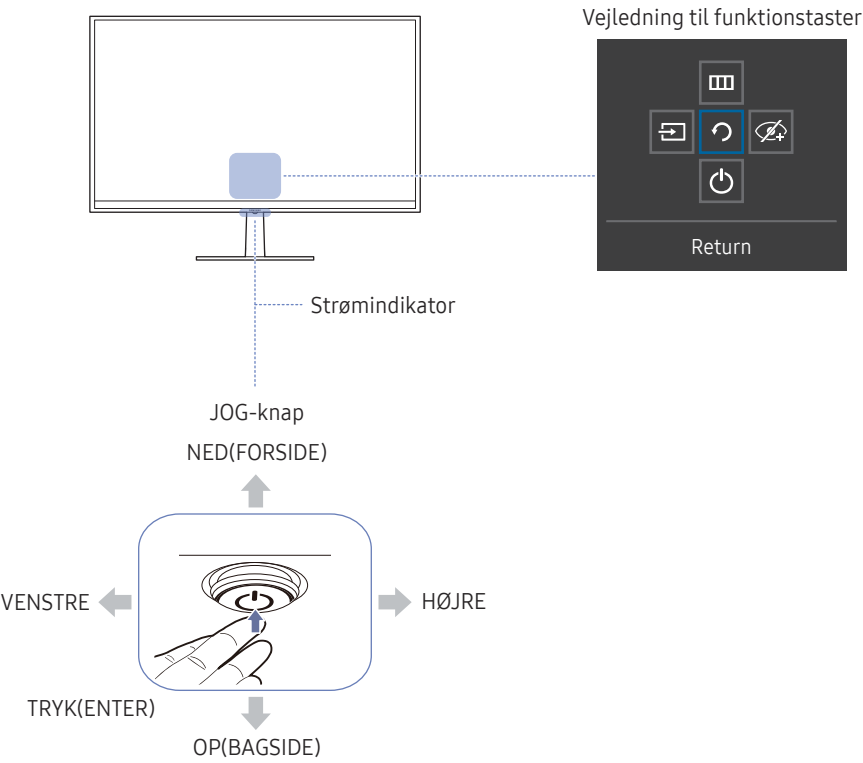 Vejledning til funktionstaster
Return
Strømindikator
JOG-knap
NED(FORSIDE)
VENSTRE
HØJRE
TRYK(ENTER)
OP(BAGSIDE)